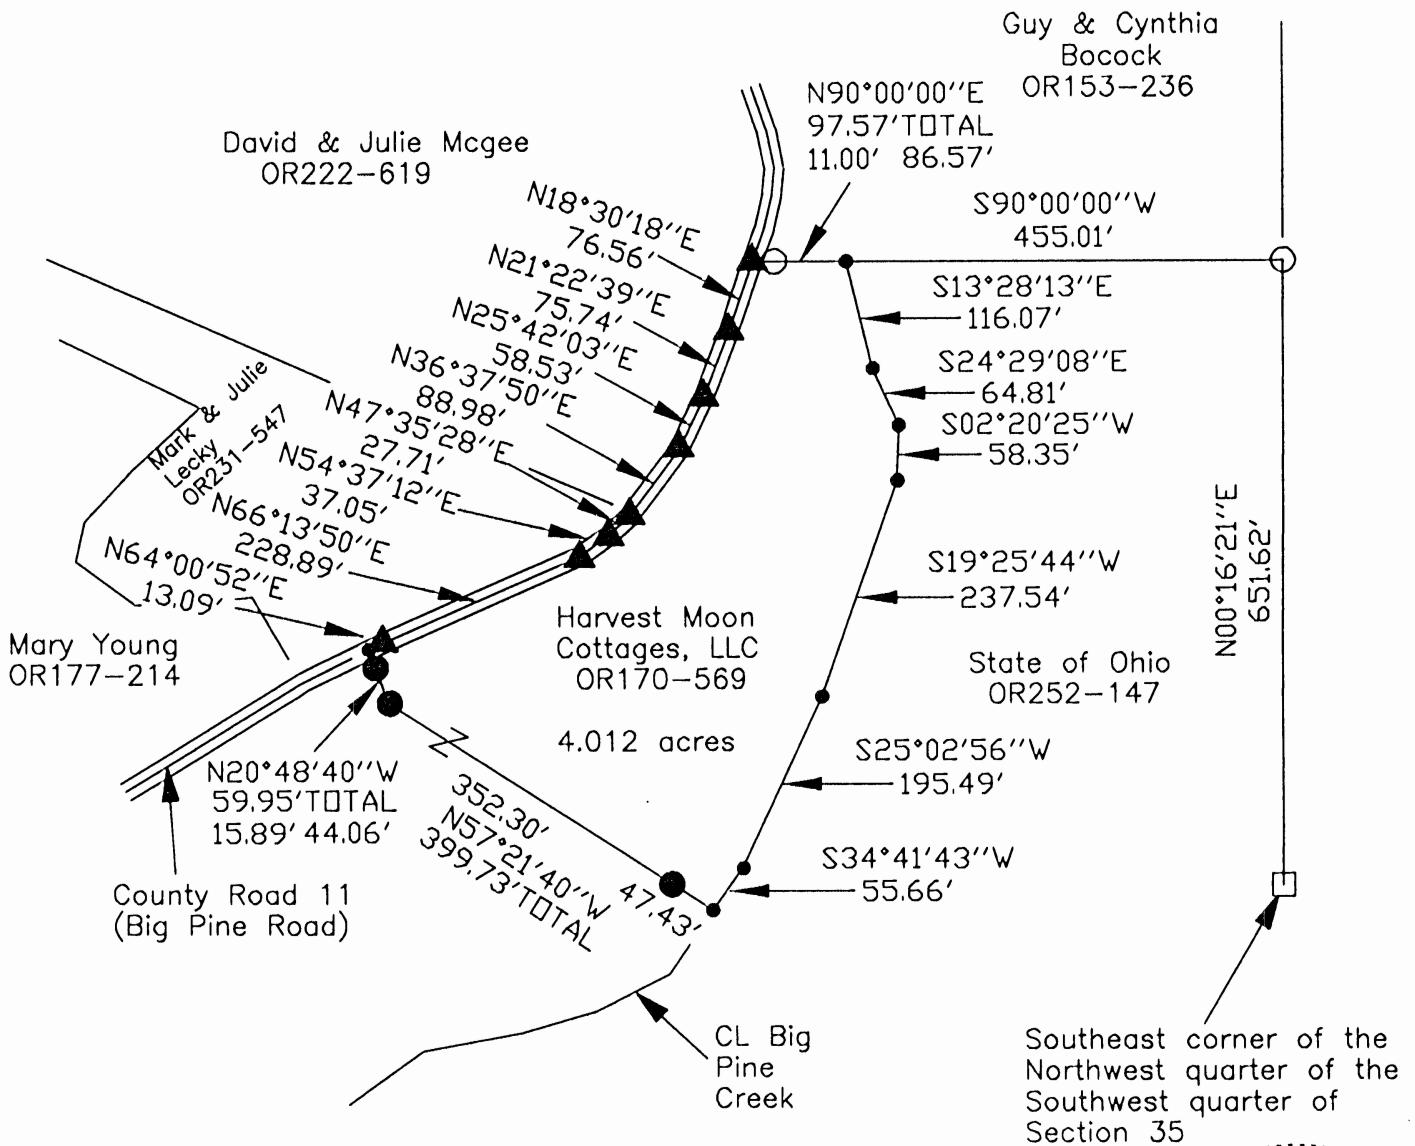 Guy & Cynthia
Bocock
OR153-236
N90°00'00"E
97.57'TOTAL
11.00' 86.57'
David & Julie Mcgee
OR222-619
S90°00'00"W
455.01'
N18°30'18"E
76.56'
N21°22'39"E
75.74'
N25°42'03"E
58.53'
N36°37'50"E
88.98'
N47°35'28"E
27.71'
N54°37'12"E
37.05'
N66°13'50"E
228.89'
N64°00'52"E
13.09'
Mark & Julie
Lecky
OR231-547
S13°28'13"E
116.07'
S24°29'08"E
64.81'
S02°20'25"W
58.35'
S19°25'44"W
237.54'
N00°16'21"E
651.62'
Mary Young
OR177-214
Harvest Moon
Cottages, LLC
OR170-569
4.012 acres
State of Ohio
OR252-147
S25°02'56"W
195.49'
N20°48'40"W
59.95'TOTAL
15.89' 44.06'
352.30'
N57°21'40"W
399.73'TOTAL
47.43'
S34°41'43"W
55.66'
County Road 11
(Big Pine Road)
CL Big
Pine
Creek
Southeast corner of the
Northwest quarter of the
Southwest quarter of
Section 35